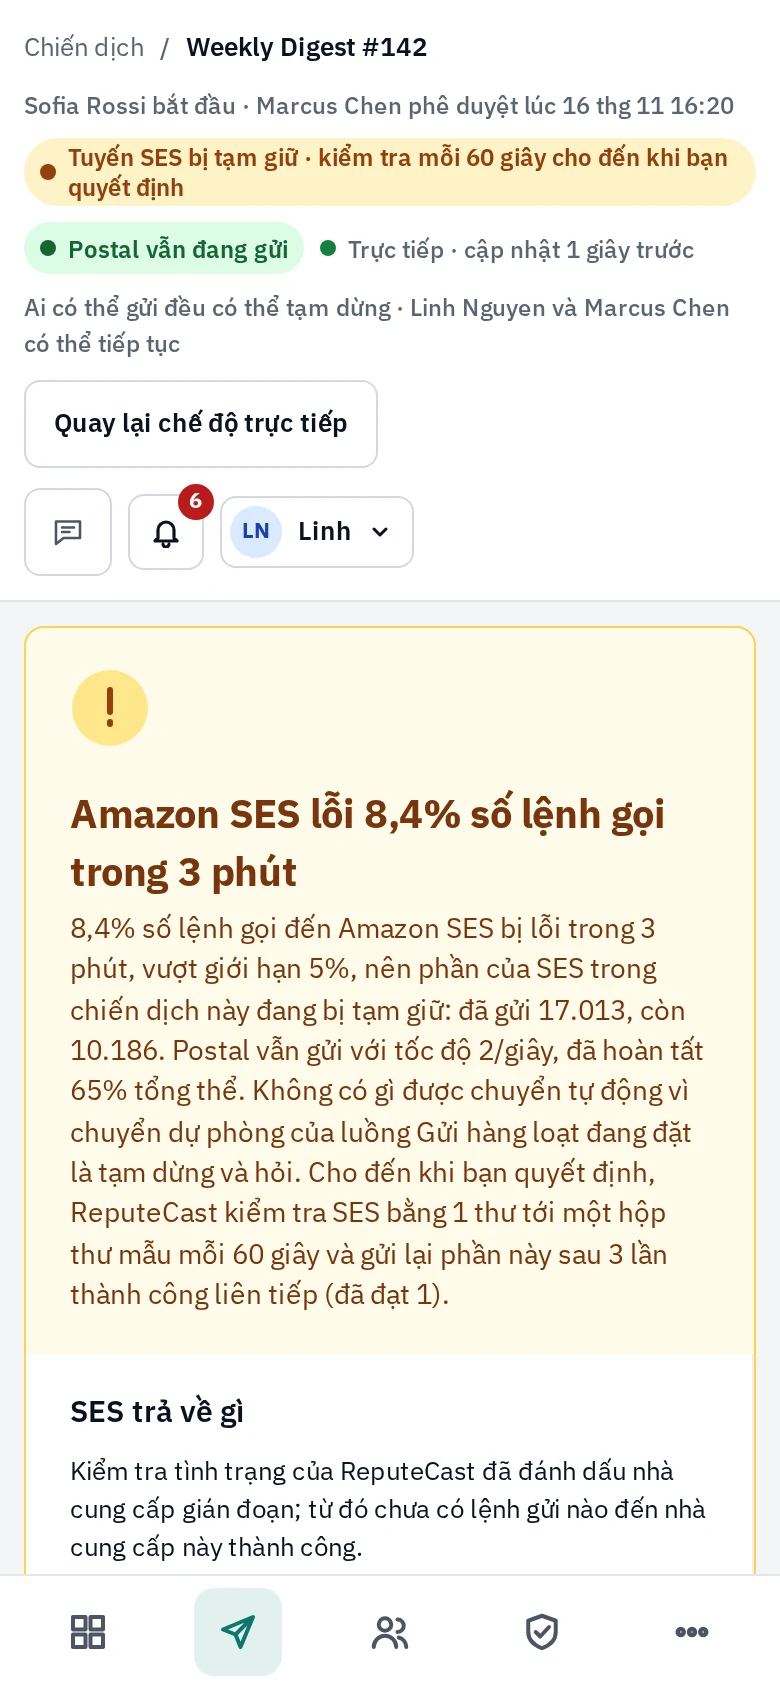 Chiến dịch / Weekly Digest #142
Sofia Rossi bắt đầu · Marcus Chen phê duyệt lúc 16 thg 11 16:20
Tuyến SES bị tạm giữ · kiểm tra mỗi 60 giây cho đến khi bạn
quyết định
Postal vẫn đang gửi
Trực tiếp · cập nhật 1 giây trước
Ai có thể gửi đều có thể tạm dừng · Linh Nguyen và Marcus Chen
có thể tiếp tục
Quay lại chế độ trực tiếp
6
LN Linh
Amazon SES lỗi 8,4% số lệnh gọi
trong 3 phút
8,4% số lệnh gọi đến Amazon SES bị lỗi trong 3
phút, vượt giới hạn 5%, nên phần của SES trong
chiến dịch này đang bị tạm giữ: đã gửi 17.013, còn
10.186. Postal vẫn gửi với tốc độ 2/giây, đã hoàn tất
65% tổng thể. Không có gì được chuyển tự động vì
chuyển dự phòng của luồng Gửi hàng loạt đang đặt
là tạm dừng và hỏi. Cho đến khi bạn quyết định,
ReputeCast kiểm tra SES bằng 1 thư tới một hộp
thư mẫu mỗi 60 giây và gửi lại phần này sau 3 lần
thành công liên tiếp (đã đạt 1).
SES trả về gì
Kiểm tra tình trạng của ReputeCast đã đánh dấu nhà
cung cấp gián đoạn; từ đó chưa có lệnh gửi nào đến nhà
cung cấp này thành công.